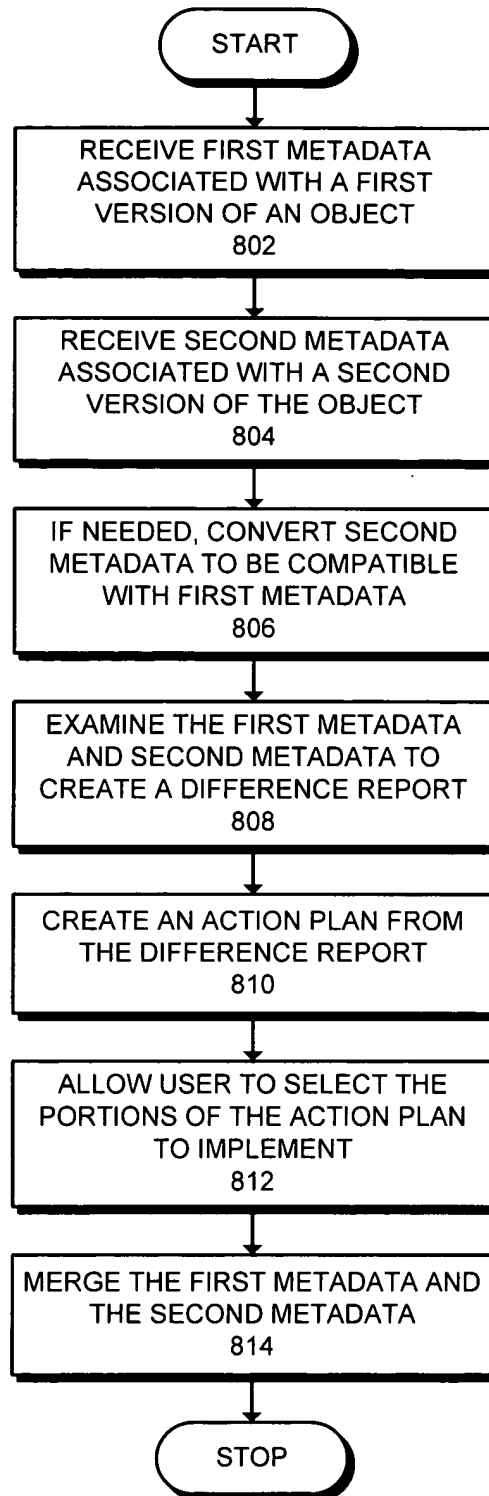 START
RECEIVE FIRST METADATA
ASSOCIATED WITH A FIRST
VERSION OF AN OBJECT
802
RECEIVE SECOND METADATA
ASSOCIATED WITH A SECOND
VERSION OF THE OBJECT
804
IF NEEDED, CONVERT SECOND
METADATA TO BE COMPATIBLE
WITH FIRST METADATA
806
EXAMINE THE FIRST METADATA
AND SECOND METADATA TO
CREATE A DIFFERENCE REPORT
808
CREATE AN ACTION PLAN FROM
THE DIFFERENCE REPORT
810
ALLOW USER TO SELECT THE
PORTIONS OF THE ACTION PLAN
TO IMPLEMENT
812
MERGE THE FIRST METADATA AND
THE SECOND METADATA
814
STOP